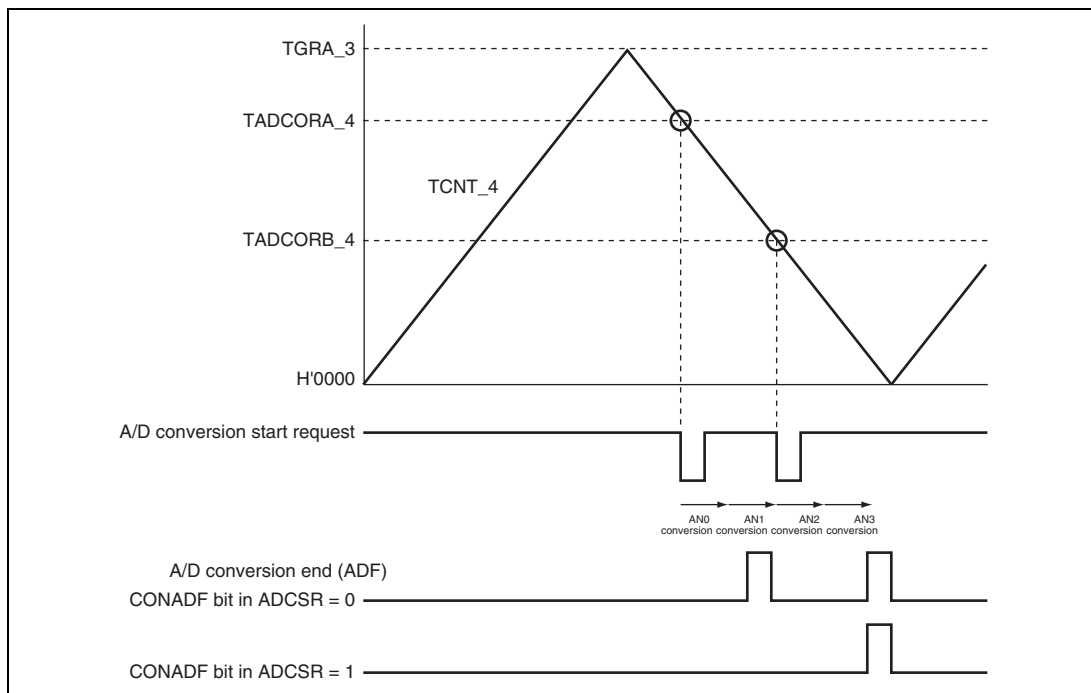 TGRA_3
TADCORA_4
TCNT_4
TADCORB_4
H'0000
A/D conversion start request
AN0 AN1 AN2 AN3
conversion conversion conversion conversion
A/D conversion end (ADF)
CONADF bit in ADCSR = 0
CONADF bit in ADCSR = 1